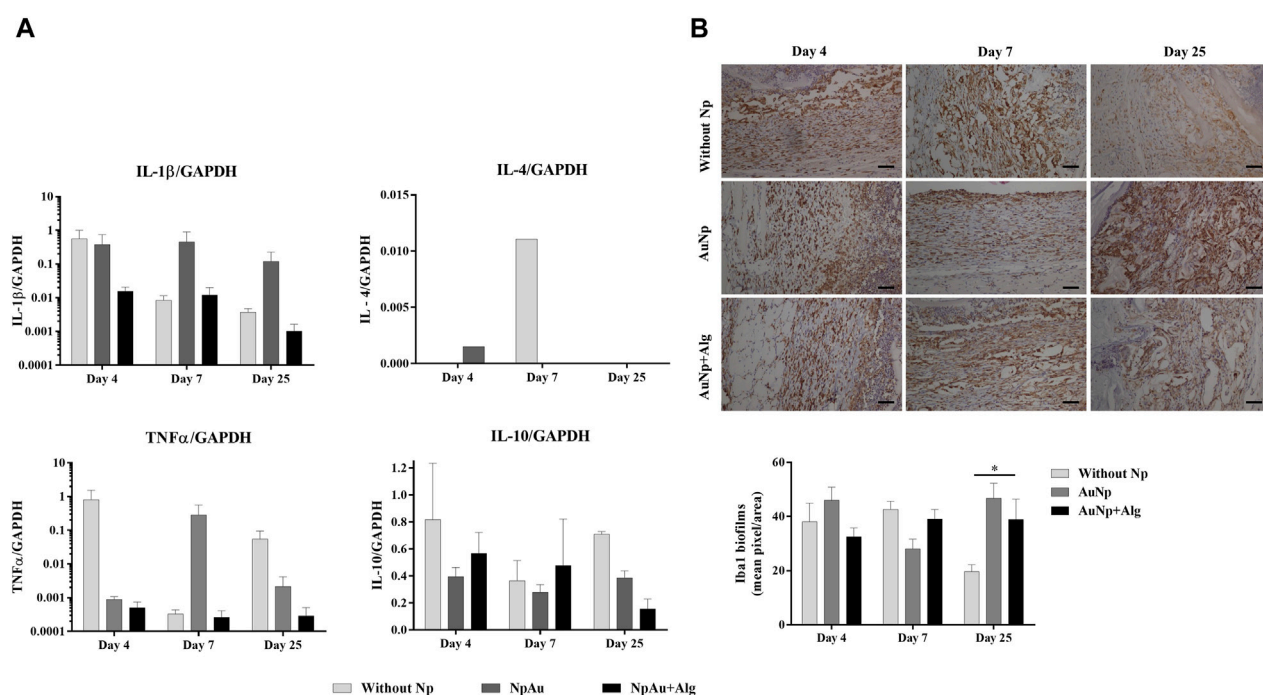 A
IL-1β/GAPDH
IL-1β/GAPDH
10
1
0.1
0.01
0.001
0.0001
Day 4
Day 7
Day 25
IL-4/GAPDH
IL - 4/GAPDH
0.015
0.010
0.005
0.000
Day 4
Day 7
Day 25
TNFα/GAPDH
TNFα/GAPDH
10
1
0.1
0.01
0.001
0.0001
Day 4
Day 7
Day 25
IL-10/GAPDH
IL-10/GAPDH
1.2
1.0
0.8
0.6
0.4
0.2
0.0
Day 4
Day 7
Day 25
Without Np
NpAu
NpAu+Alg
B
Day 4
Day 7
Day 25
Without Np
AuNp
AuNp+Alg
Iba1 biofilms
(mean pixel/area)
60
40
20
0
*
Day 4
Day 7
Day 25
Without Np
AuNp
AuNp+Alg